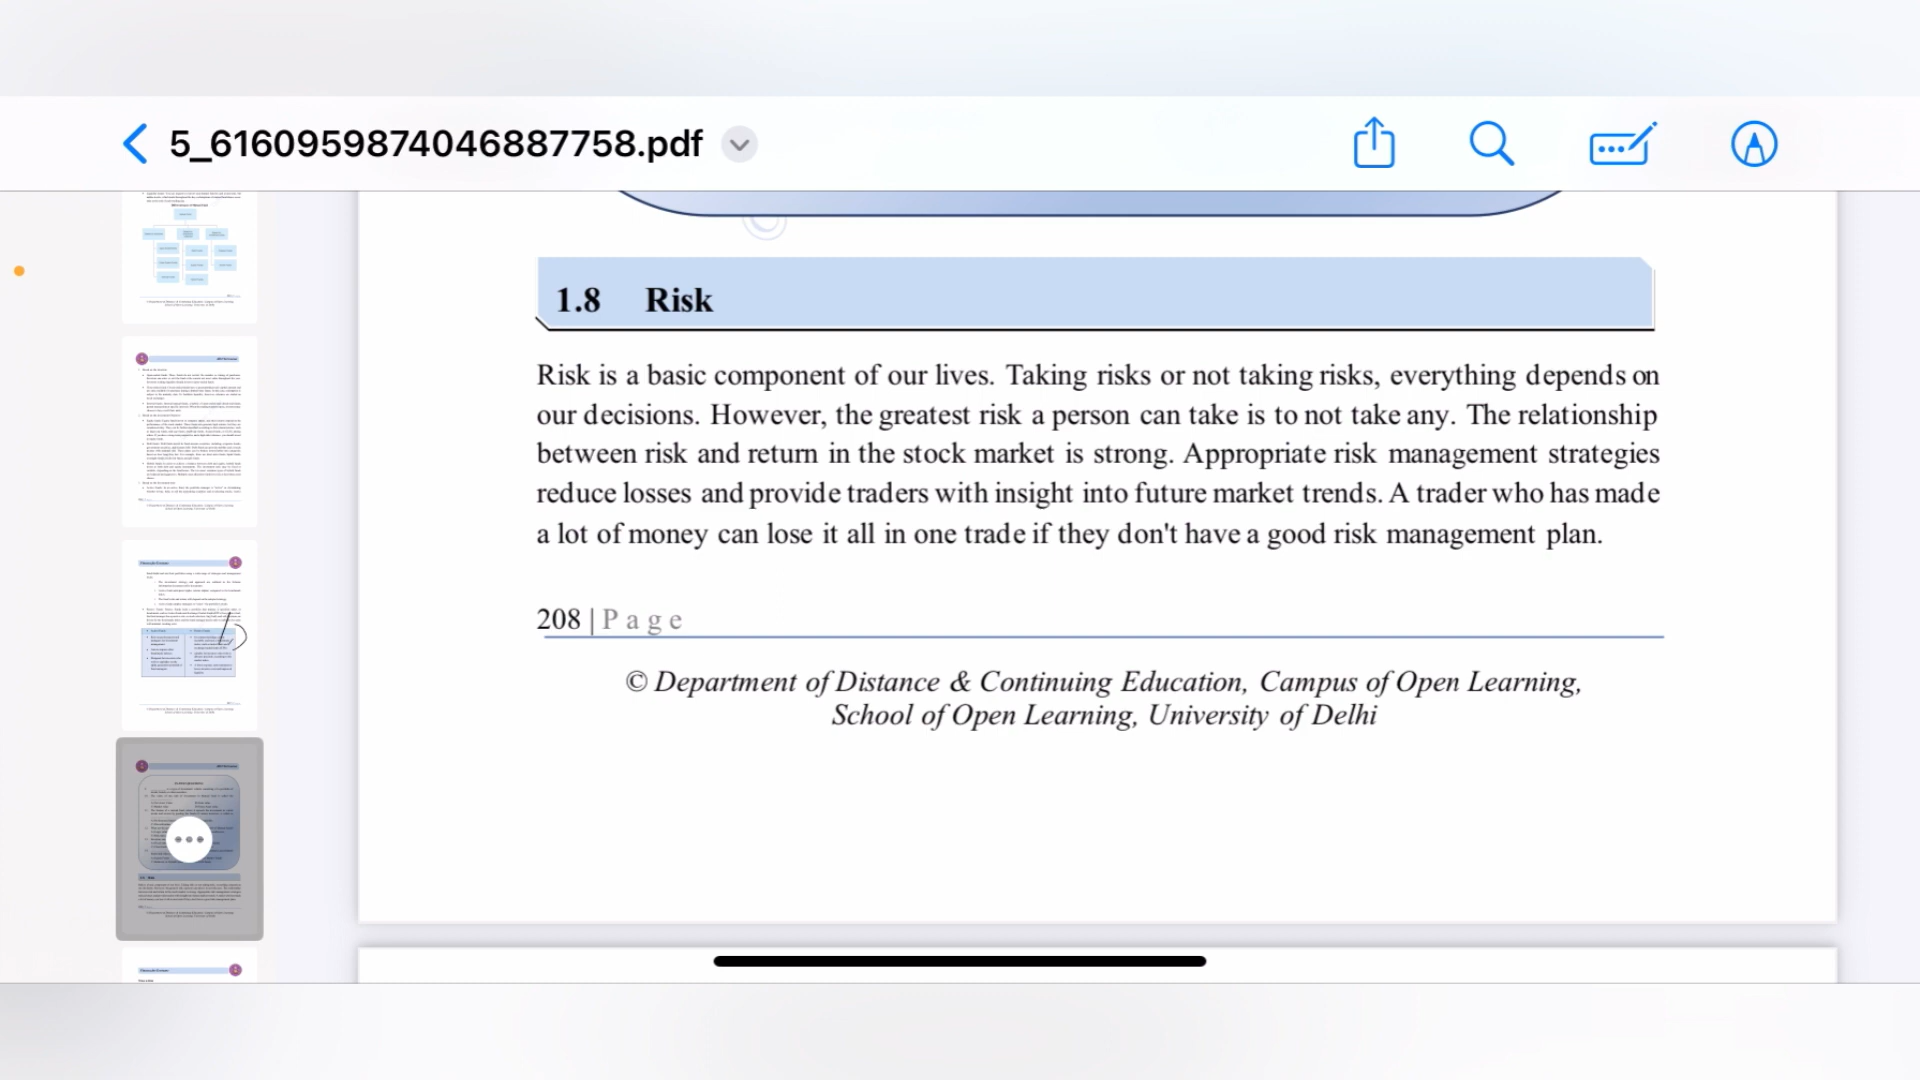 5_6160959874046887758.pdf
1.8 Risk
Risk is a basic component of our lives. Taking risks or not taking risks, everything depends on
our decisions. However, the greatest risk a person can take is to not take any. The relationship
between risk and return in the stock market is strong. Appropriate risk management strategies
reduce losses and provide traders with insight into future market trends. A trader who has made
a lot of money can lose it all in one trade if they don't have a good risk management plan.
208 | Page
© Department of Distance & Continuing Education, Campus of Open Learning,
School of Open Learning, University of Delhi